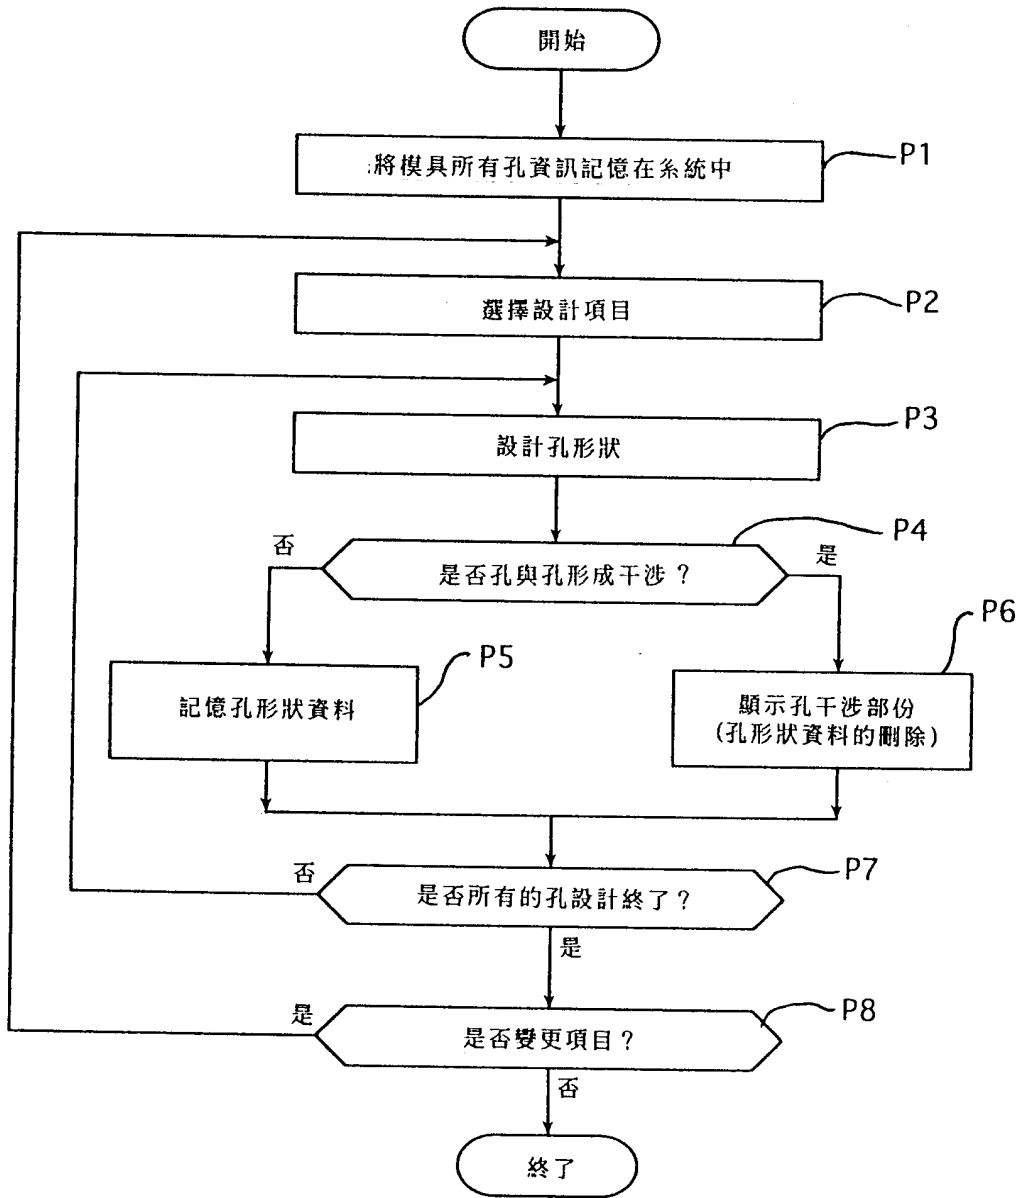 開始
將模具所有孔資訊記憶在系統中
P1
選擇設計項目
P2
設計孔形狀
P3
P4
否
是否孔與孔形成干涉？
是
P5
記憶孔形狀資料
P6
顯示孔干涉部份
(孔形狀資料的刪除)
否
是否所有的孔設計終了？
P7
是
是
是否變更項目？
P8
否
終了